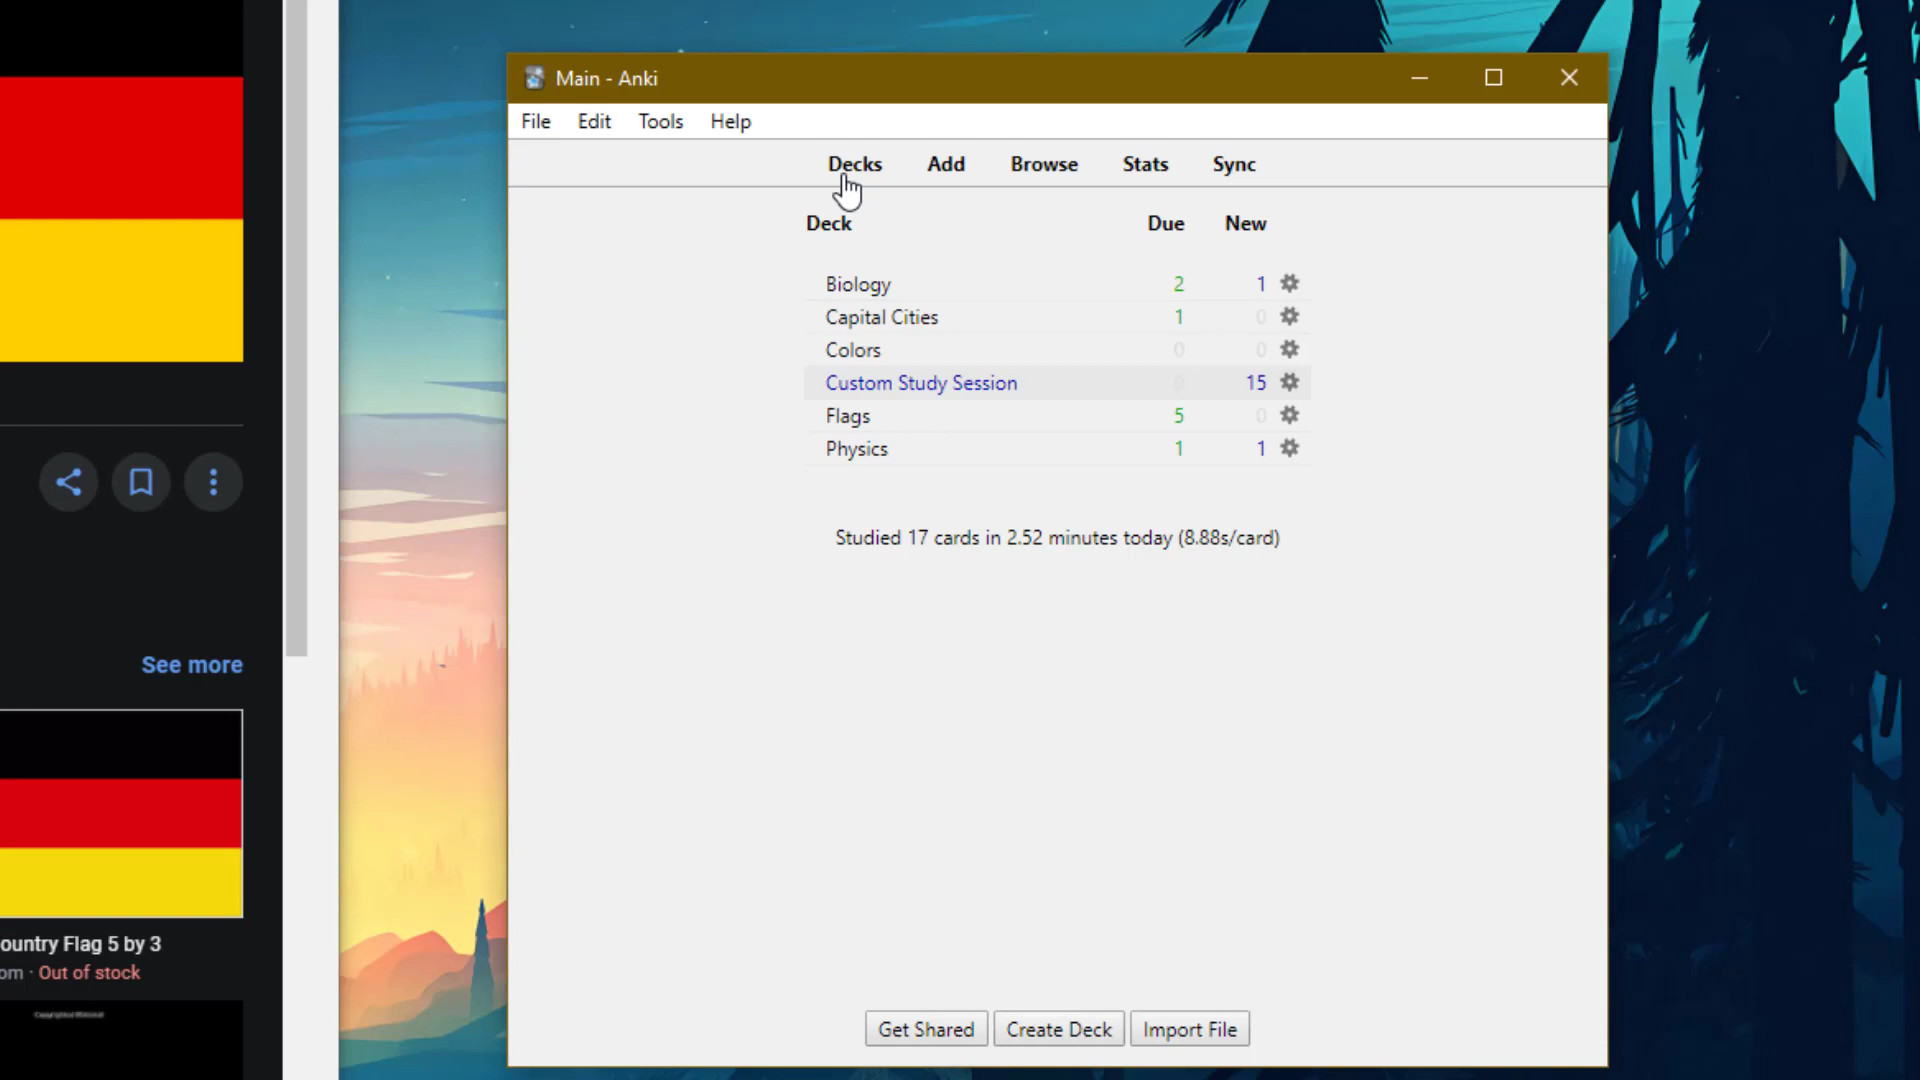 See more
ountry Flag 5 by 3
om · Out of stock
Main - Anki
File Edit Tools Help
Decks Add Browse Stats Sync
Deck Due New
Biology 2 1
Capital Cities 1 0
Colors 0 0
Custom Study Session 0 15
Flags 5 0
Physics 1 1
Studied 17 cards in 2.52 minutes today (8.88s/card)
Get Shared Create Deck Import File